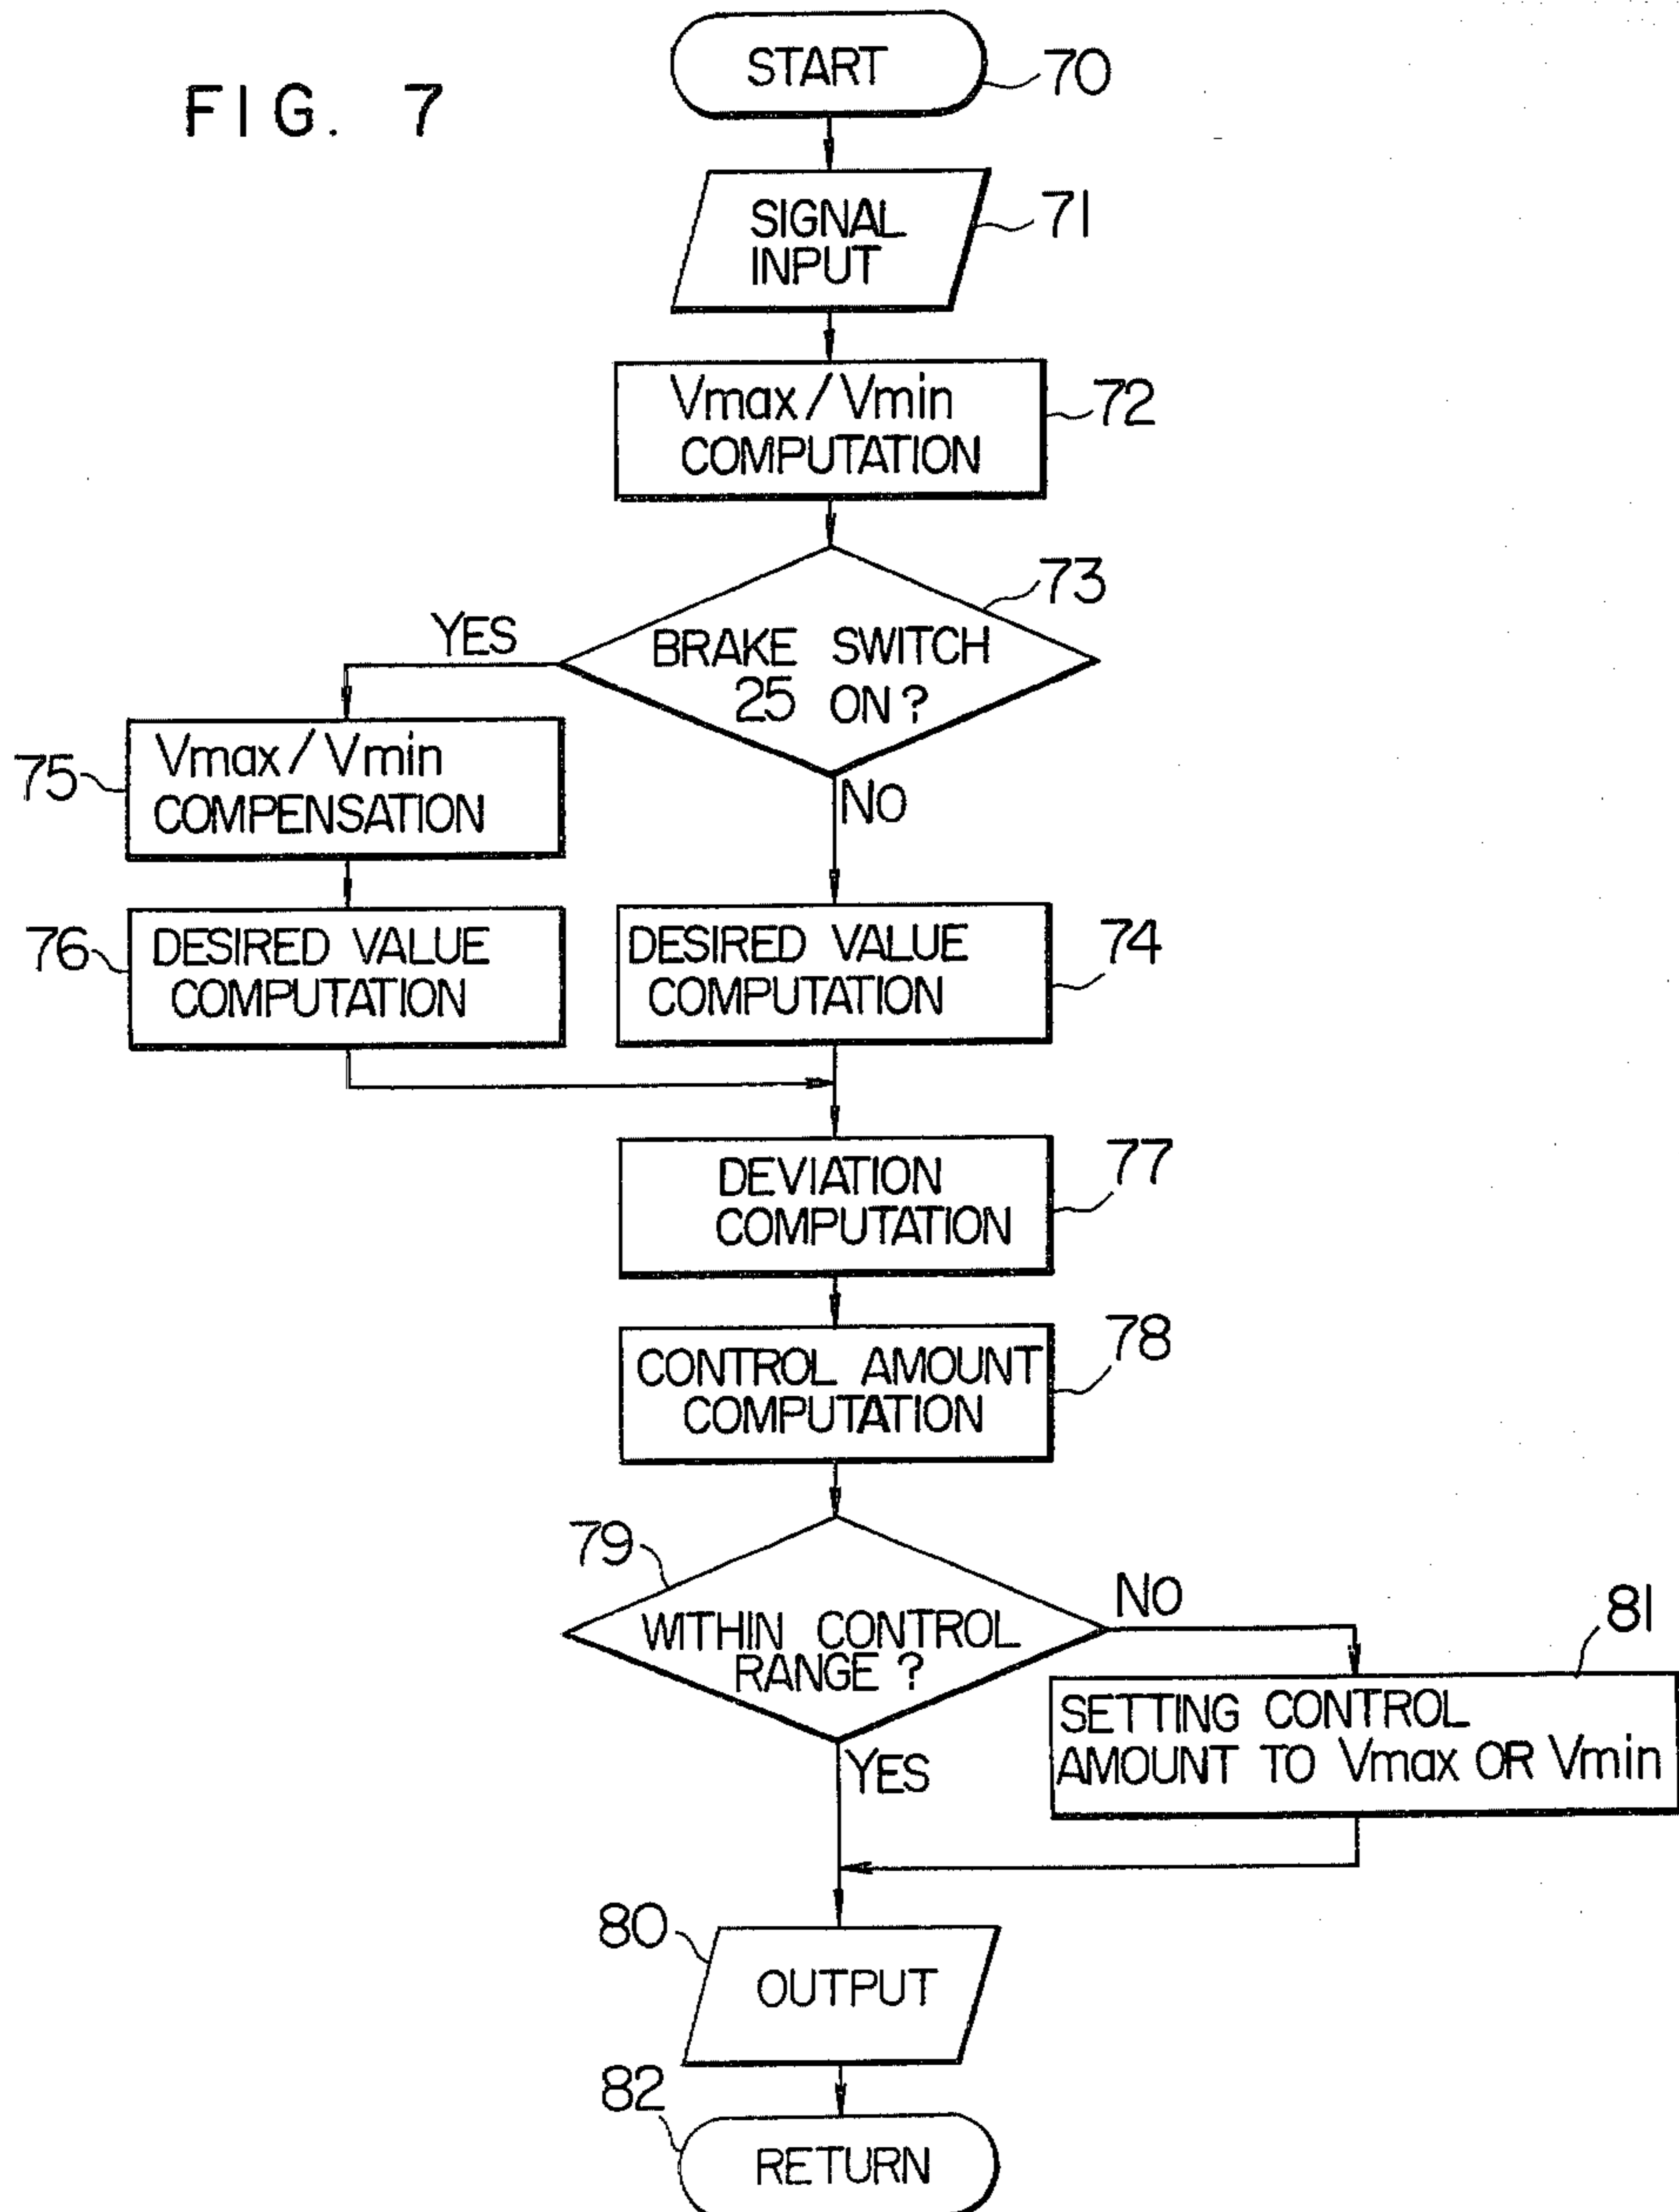 FIG. 7
START
70
SIGNAL
INPUT
71
Vmax/Vmin
COMPUTATION
72
73
BRAKE SWITCH
25 ON?
YES
NO
75
Vmax/Vmin
COMPENSATION
76
DESIRED VALUE
COMPUTATION
DESIRED VALUE
COMPUTATION
74
DEVIATION
COMPUTATION
77
CONTROL AMOUNT
COMPUTATION
78
79
WITHIN CONTROL
RANGE?
NO
YES
81
SETTING CONTROL
AMOUNT TO Vmax OR Vmin
80
OUTPUT
82
RETURN